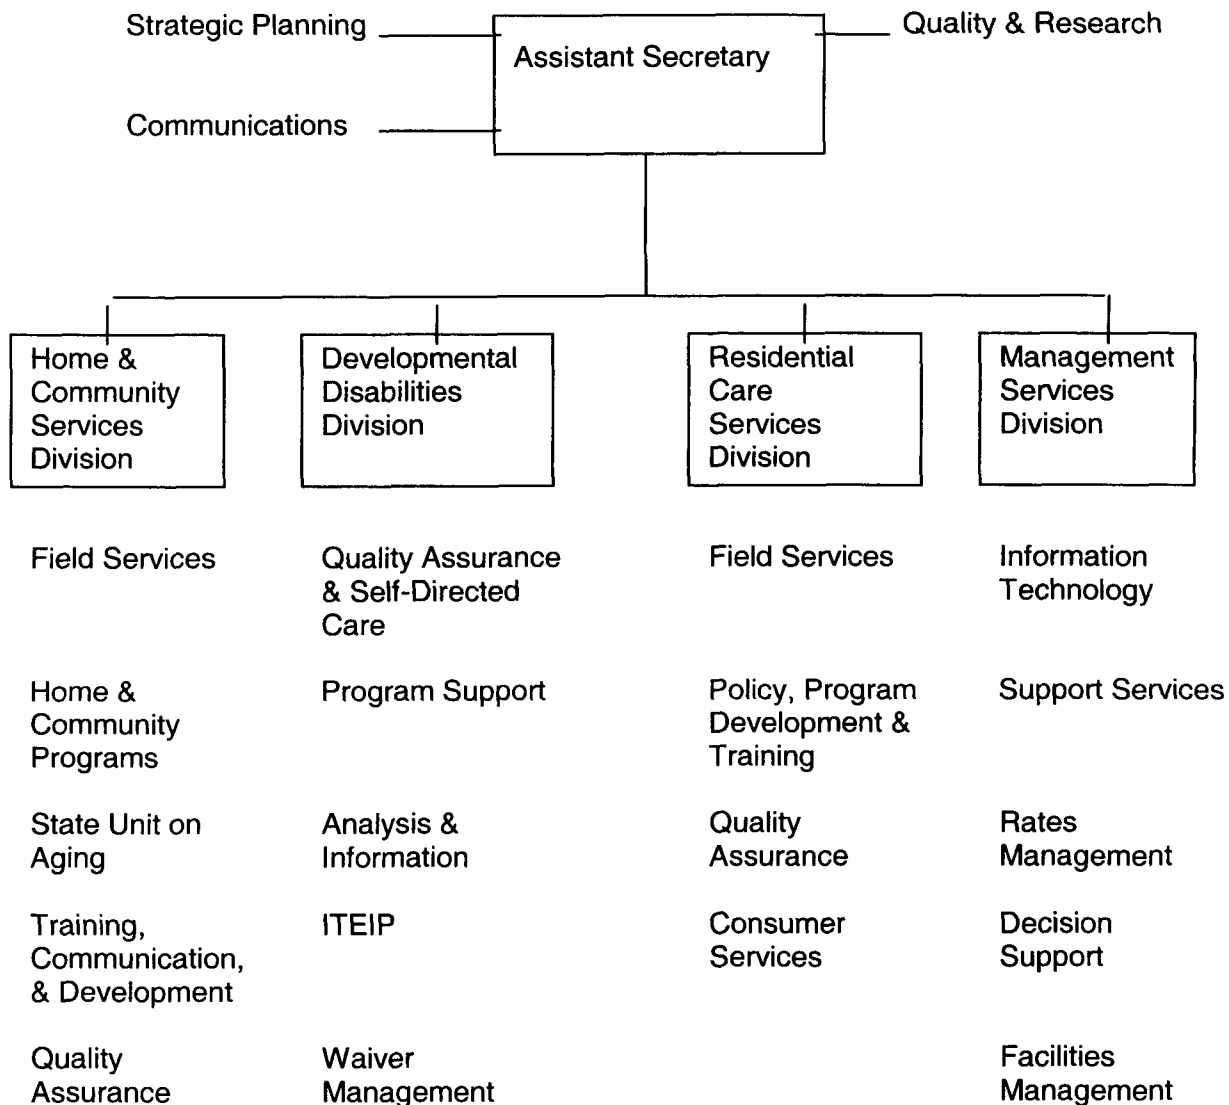 Strategic Planning
Quality & Research
Assistant Secretary
Communications
Home &
Community
Services
Division
Developmental
Disabilities
Division
Residential
Care
Services
Division
Management
Services
Division
Field Services
Quality Assurance
& Self-Directed
Care
Field Services
Information
Technology
Home &
Community
Programs
Program Support
Policy, Program
Development &
Training
Support Services
State Unit on
Aging
Analysis &
Information
Quality
Assurance
Rates
Management
Training,
Communication,
& Development
ITEIP
Consumer
Services
Decision
Support
Quality
Assurance
Waiver
Management
Facilities
Management